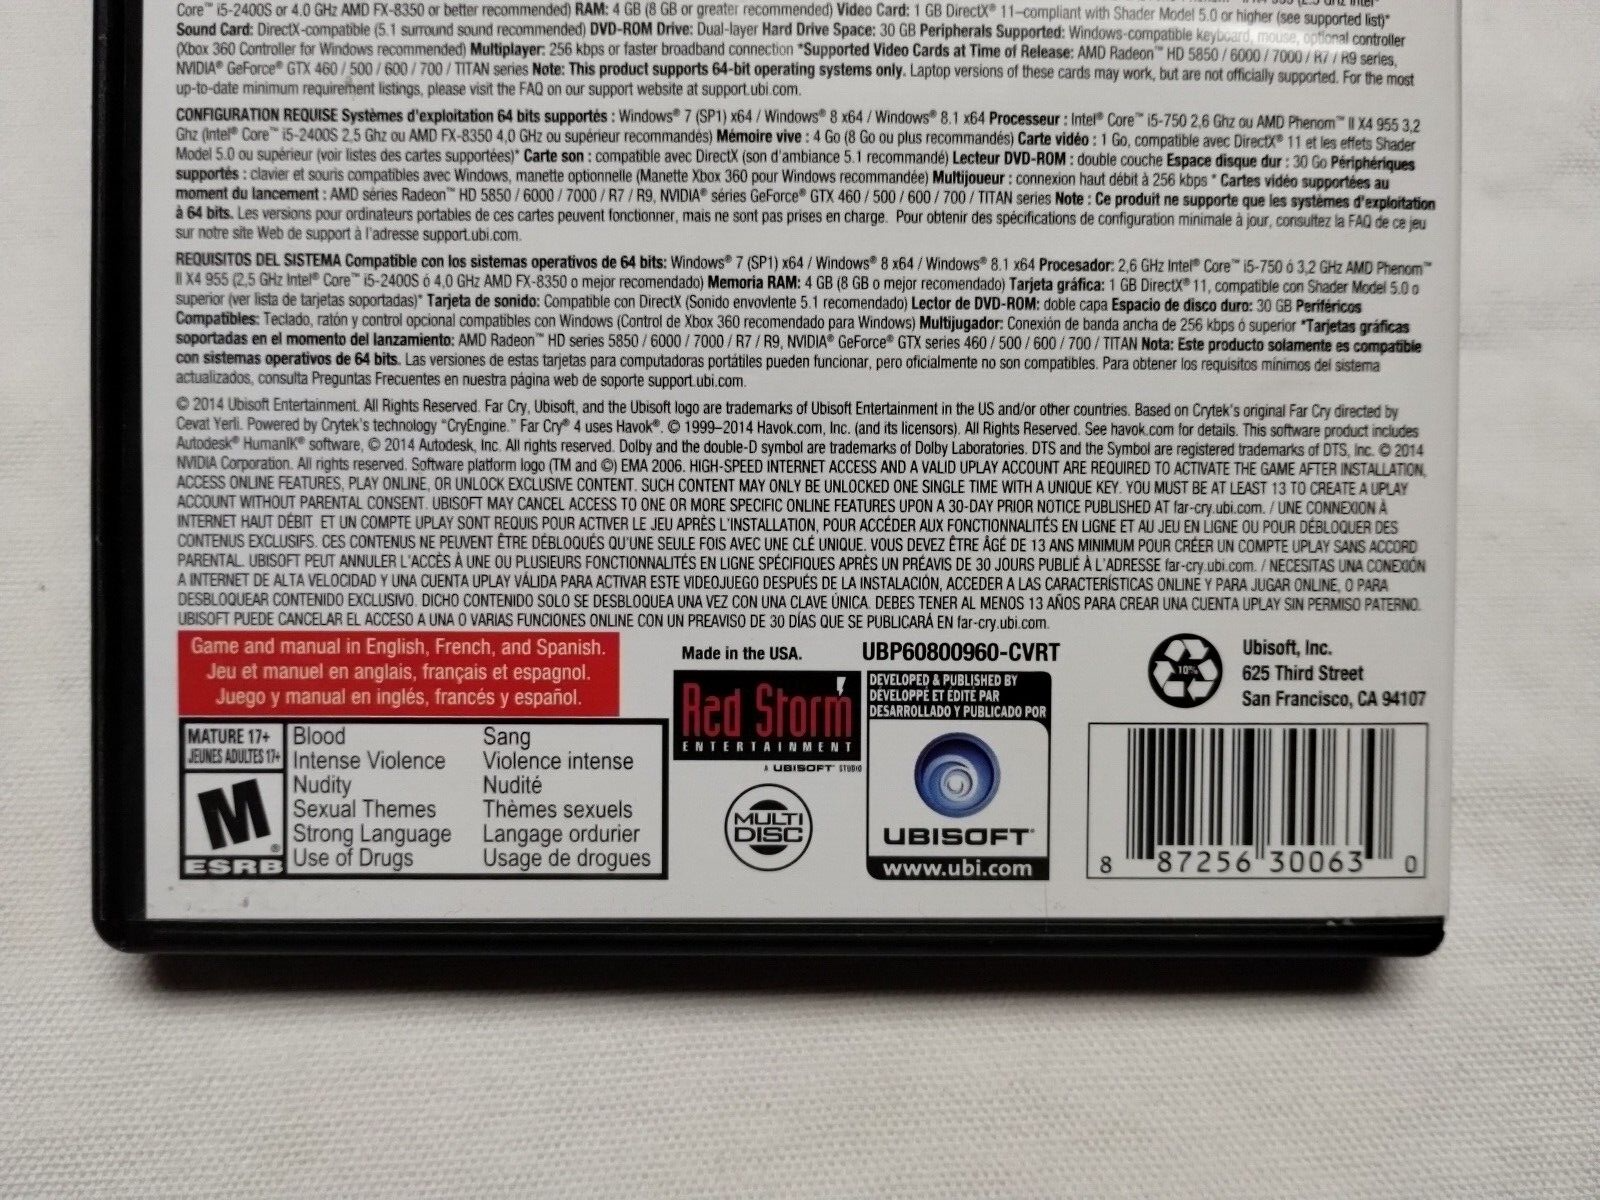 Core™ i5-2400S or 4.0 GHz AMD FX-8350 or better recommended) RAM: 4 GB (8 GB or greater recommended) Video Card: 1 GB DirectX® 11–compliant with Shader Model 5.0 or higher (see supported list)*
Sound Card: DirectX-compatible (5.1 surround sound recommended) DVD-ROM Drive: Dual-layer Hard Drive Space: 30 GB Peripherals Supported: Windows-compatible keyboard, mouse, optional controller
(Xbox 360 Controller for Windows recommended) Multiplayer: 256 kbps or faster broadband connection *Supported Video Cards at Time of Release: AMD Radeon™ HD 5850 / 6000 / 7000 / R7 / R9 series,
NVIDIA® GeForce® GTX 460 / 500 / 600 / 700 / TITAN series Note: This product supports 64-bit operating systems only. Laptop versions of these cards may work, but are not officially supported. For the most
up-to-date minimum requirement listings, please visit the FAQ on our support website at support.ubi.com.
CONFIGURATION REQUISE Systèmes d'exploitation 64 bits supportés : Windows® 7 (SP1) x64 / Windows® 8 x64 / Windows® 8.1 x64 Processeur : Intel® Core™ i5-750 2,6 Ghz ou AMD Phenom™ II X4 955 3,2
Ghz (Intel® Core™ i5-2400S 2,5 Ghz ou AMD FX-8350 4,0 GHz ou supérieur recommandés) Mémoire vive : 4 Go (8 Go ou plus recommandés) Carte vidéo : 1 Go, compatible avec DirectX® 11 et les effets Shader
Model 5.0 ou supérieur (voir listes des cartes supportées)* Carte son : compatible avec DirectX (son d'ambiance 5.1 recommandé) Lecteur DVD-ROM : double couche Espace disque dur : 30 Go Périphériques
supportés : clavier et souris compatibles avec Windows, manette optionnelle (Manette Xbox 360 pour Windows recommandée) Multijoueur : connexion haut débit à 256 kbps * Cartes vidéo supportées au
moment du lancement : AMD séries Radeon™ HD 5850 / 6000 / 7000 / R7 / R9, NVIDIA® séries GeForce® GTX 460 / 500 / 600 / 700 / TITAN series Note : Ce produit ne supporte que les systèmes d'exploitation
à 64 bits. Les versions pour ordinateurs portables de ces cartes peuvent fonctionner, mais ne sont pas prises en charge. Pour obtenir des spécifications de configuration minimale à jour, consultez la FAQ de ce jeu
sur notre site Web de support à l'adresse support.ubi.com.
REQUISITOS DEL SISTEMA Compatible con los sistemas operativos de 64 bits: Windows® 7 (SP1) x64 / Windows® 8 x64 / Windows® 8.1 x64 Procesador: 2,6 GHz Intel® Core™ i5-750 ó 3,2 GHz AMD Phenom™
II X4 955 (2,5 GHz Intel® Core™ i5-2400S ó 4,0 GHz AMD FX-8350 o mejor recomendado) Memoria RAM: 4 GB (8 GB o mejor recomendado) Tarjeta gráfica: 1 GB DirectX® 11, compatible con Shader Model 5.0 o
superior (ver lista de tarjetas soportadas)* Tarjeta de sonido: Compatible con DirectX (Sonido envovlente 5.1 recomendado) Lector de DVD-ROM: doble capa Espacio de disco duro: 30 GB Periféricos
Compatibles: Teclado, ratón y control opcional compatibles con Windows (Control de Xbox 360 recomendado para Windows) Multijugador: Conexión de banda ancha de 256 kbps ó superior *Tarjetas gráficas
soportadas en el momento del lanzamiento: AMD Radeon™ HD series 5850 / 6000 / 7000 / R7 / R9, NVIDIA® GeForce® GTX series 460 / 500 / 600 / 700 / TITAN Nota: Este producto solamente es compatible
con sistemas operativos de 64 bits. Las versiones de estas tarjetas para computadoras portátiles pueden funcionar, pero oficialmente no son compatibles. Para obtener los requisitos mínimos del sistema
actualizados, consulta Preguntas Frecuentes en nuestra página web de soporte support.ubi.com.
© 2014 Ubisoft Entertainment. All Rights Reserved. Far Cry, Ubisoft, and the Ubisoft logo are trademarks of Ubisoft Entertainment in the US and/or other countries. Based on Crytek's original Far Cry directed by
Cevat Yerli. Powered by Crytek's technology "CryEngine." Far Cry® 4 uses Havok®. © 1999–2014 Havok.com, Inc. (and its licensors). All Rights Reserved. See havok.com for details. This software product includes
Autodesk® HumanIK® software, © 2014 Autodesk, Inc. All rights reserved. Dolby and the double-D symbol are trademarks of Dolby Laboratories. DTS and the Symbol are registered trademarks of DTS, Inc. © 2014
NVIDIA Corporation. All rights reserved. Software platform logo (TM and ©) EMA 2006. HIGH-SPEED INTERNET ACCESS AND A VALID UPLAY ACCOUNT ARE REQUIRED TO ACTIVATE THE GAME AFTER INSTALLATION,
ACCESS ONLINE FEATURES, PLAY ONLINE, OR UNLOCK EXCLUSIVE CONTENT. SUCH CONTENT MAY ONLY BE UNLOCKED ONE SINGLE TIME WITH A UNIQUE KEY. YOU MUST BE AT LEAST 13 TO CREATE A UPLAY
ACCOUNT WITHOUT PARENTAL CONSENT. UBISOFT MAY CANCEL ACCESS TO ONE OR MORE SPECIFIC ONLINE FEATURES UPON A 30-DAY PRIOR NOTICE PUBLISHED AT far-cry.ubi.com. / UNE CONNEXION À
INTERNET HAUT DÉBIT ET UN COMPTE UPLAY SONT REQUIS POUR ACTIVER LE JEU APRÈS L'INSTALLATION, POUR ACCÉDER AUX FONCTIONNALITÉS EN LIGNE ET AU JEU EN LIGNE OU POUR DÉBLOQUER DES
CONTENUS EXCLUSIFS. CES CONTENUS NE PEUVENT ÊTRE DÉBLOQUÉS QU'UNE SEULE FOIS AVEC UNE CLÉ UNIQUE. VOUS DEVEZ ÊTRE ÂGÉ DE 13 ANS MINIMUM POUR CRÉER UN COMPTE UPLAY SANS ACCORD
PARENTAL. UBISOFT PEUT ANNULER L'ACCÈS À UNE OU PLUSIEURS FONCTIONNALITÉS EN LIGNE SPÉCIFIQUES APRÈS UN PRÉAVIS DE 30 JOURS PUBLIÉ À L'ADRESSE far-cry.ubi.com. / NECESITAS UNA CONEXIÓN
A INTERNET DE ALTA VELOCIDAD Y UNA CUENTA UPLAY VÁLIDA PARA ACTIVAR ESTE VIDEOJUEGO DESPUÉS DE LA INSTALACIÓN, ACCEDER A LAS CARACTERÍSTICAS ONLINE Y PARA JUGAR ONLINE, O PARA
DESBLOQUEAR CONTENIDO EXCLUSIVO. DICHO CONTENIDO SOLO SE DESBLOQUEA UNA VEZ CON UNA CLAVE ÚNICA. DEBES TENER AL MENOS 13 AÑOS PARA CREAR UNA CUENTA UPLAY SIN PERMISO PATERNO.
UBISOFT PUEDE CANCELAR EL ACCESO A UNA O VARIAS FUNCIONES ONLINE CON UN PREAVISO DE 30 DÍAS QUE SE PUBLICARÁ EN far-cry.ubi.com.
Game and manual in English, French, and Spanish.
Jeu et manuel en anglais, français et espagnol.
Juego y manual en inglés, francés y español.
MATURE 17+
JEUNES ADULTES 17+
M
®
ESRB
Blood
Intense Violence
Nudity
Sexual Themes
Strong Language
Use of Drugs
Sang
Violence intense
Nudité
Thèmes sexuels
Langage ordurier
Usage de drogues
Made in the USA.
Red Storm
ENTERTAINMENT
A UBISOFT STUDIO
MULTI
DISC
UBP60800960-CVRT
DEVELOPED & PUBLISHED BY
DÉVELOPPÉ ET ÉDITÉ PAR
DESARROLLADO Y PUBLICADO POR
UBISOFT®
www.ubi.com
10%
Ubisoft, Inc.
625 Third Street
San Francisco, CA 94107
8 87256 30063 0